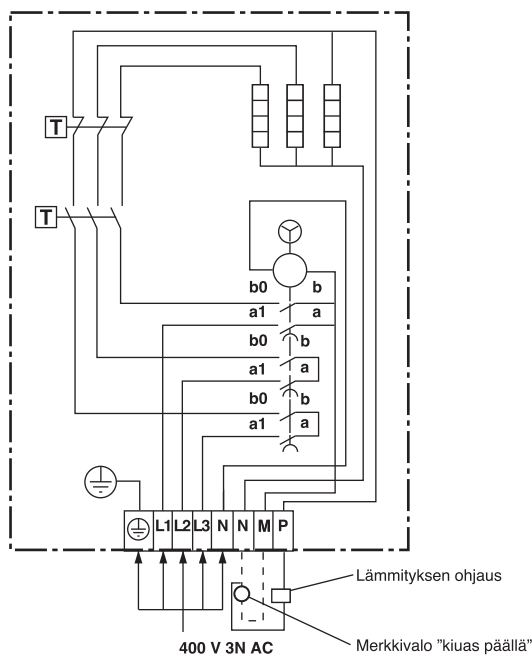 T
T
b0 b
a1 a
b0 b
a1 a
b0 b
a1 a
L1 L2 L3 N N M P
Lämmityksen ohjaus
400 V 3N AC
Merkkivalo ”kiuas päällä”